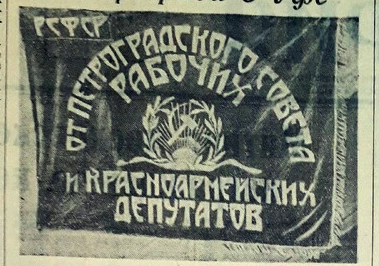 РСФСР
ОТ ПЕТРОГРАДСКОГО СОВЕТА
РАБОЧИХ
И КРАСНОАРМЕЙСКИХ
ДЕПУТАТОВ